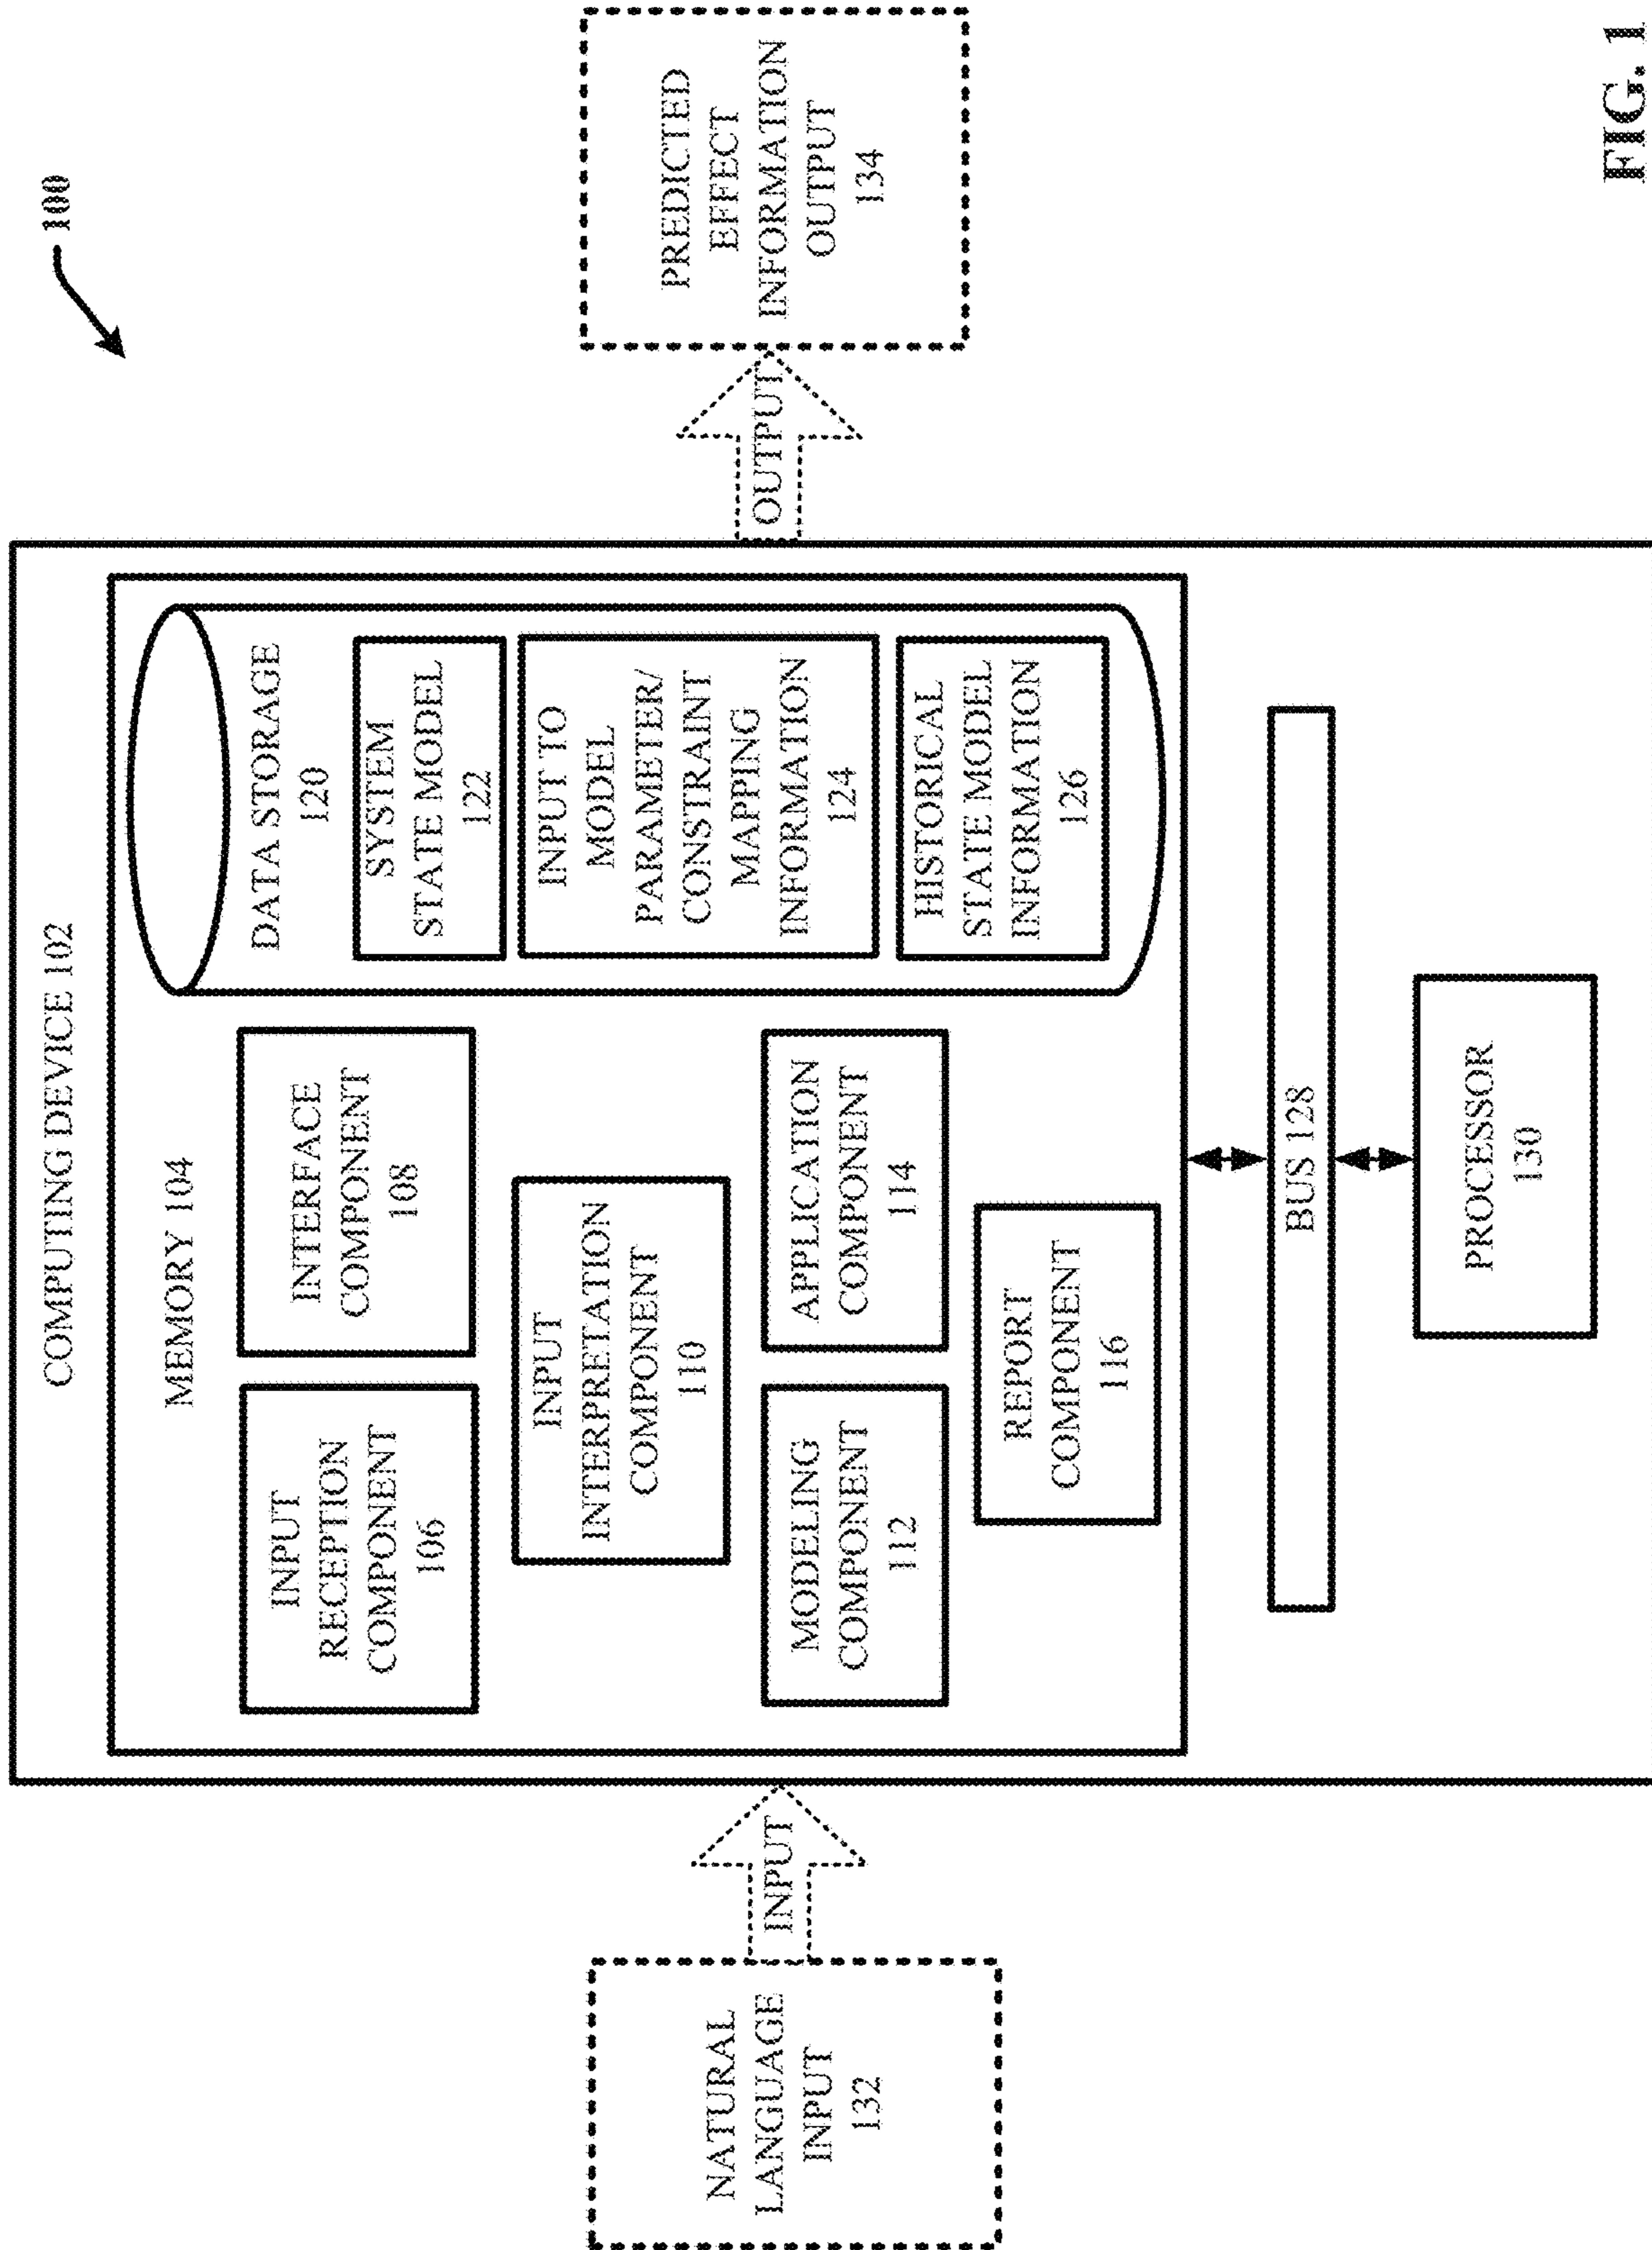 100
COMPUTING DEVICE 102
MEMORY 104
INPUT
RECEPTION
COMPONENT
106
INTERFACE
COMPONENT
108
INPUT
INTERPRETATION
COMPONENT
110
MODELING
COMPONENT
112
APPLICATION
COMPONENT
114
REPORT
COMPONENT
116
DATA STORAGE
120
SYSTEM
STATE MODEL
122
INPUT TO
MODEL
PARAMETER/
CONSTRAINT
MAPPING
INFORMATION
124
HISTORICAL
STATE MODEL
INFORMATION
126
BUS 128
PROCESSOR
130
NATURAL
LANGUAGE
INPUT
132
INPUT
OUTPUT
PREDICTED
EFFECT
INFORMATION
OUTPUT
134
FIG. 1